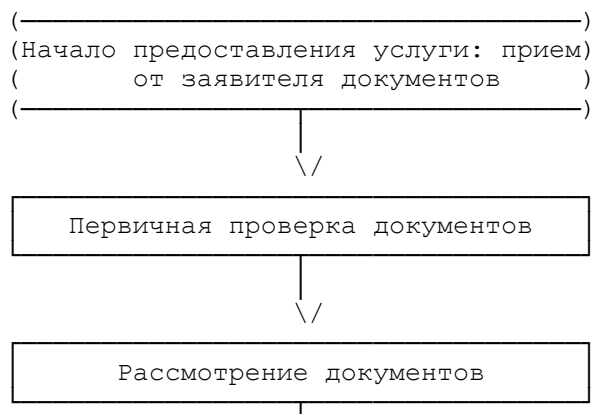 (Начало предоставления услуги: прием)
( от заявителя документов )
Первичная проверка документов
Рассмотрение документов